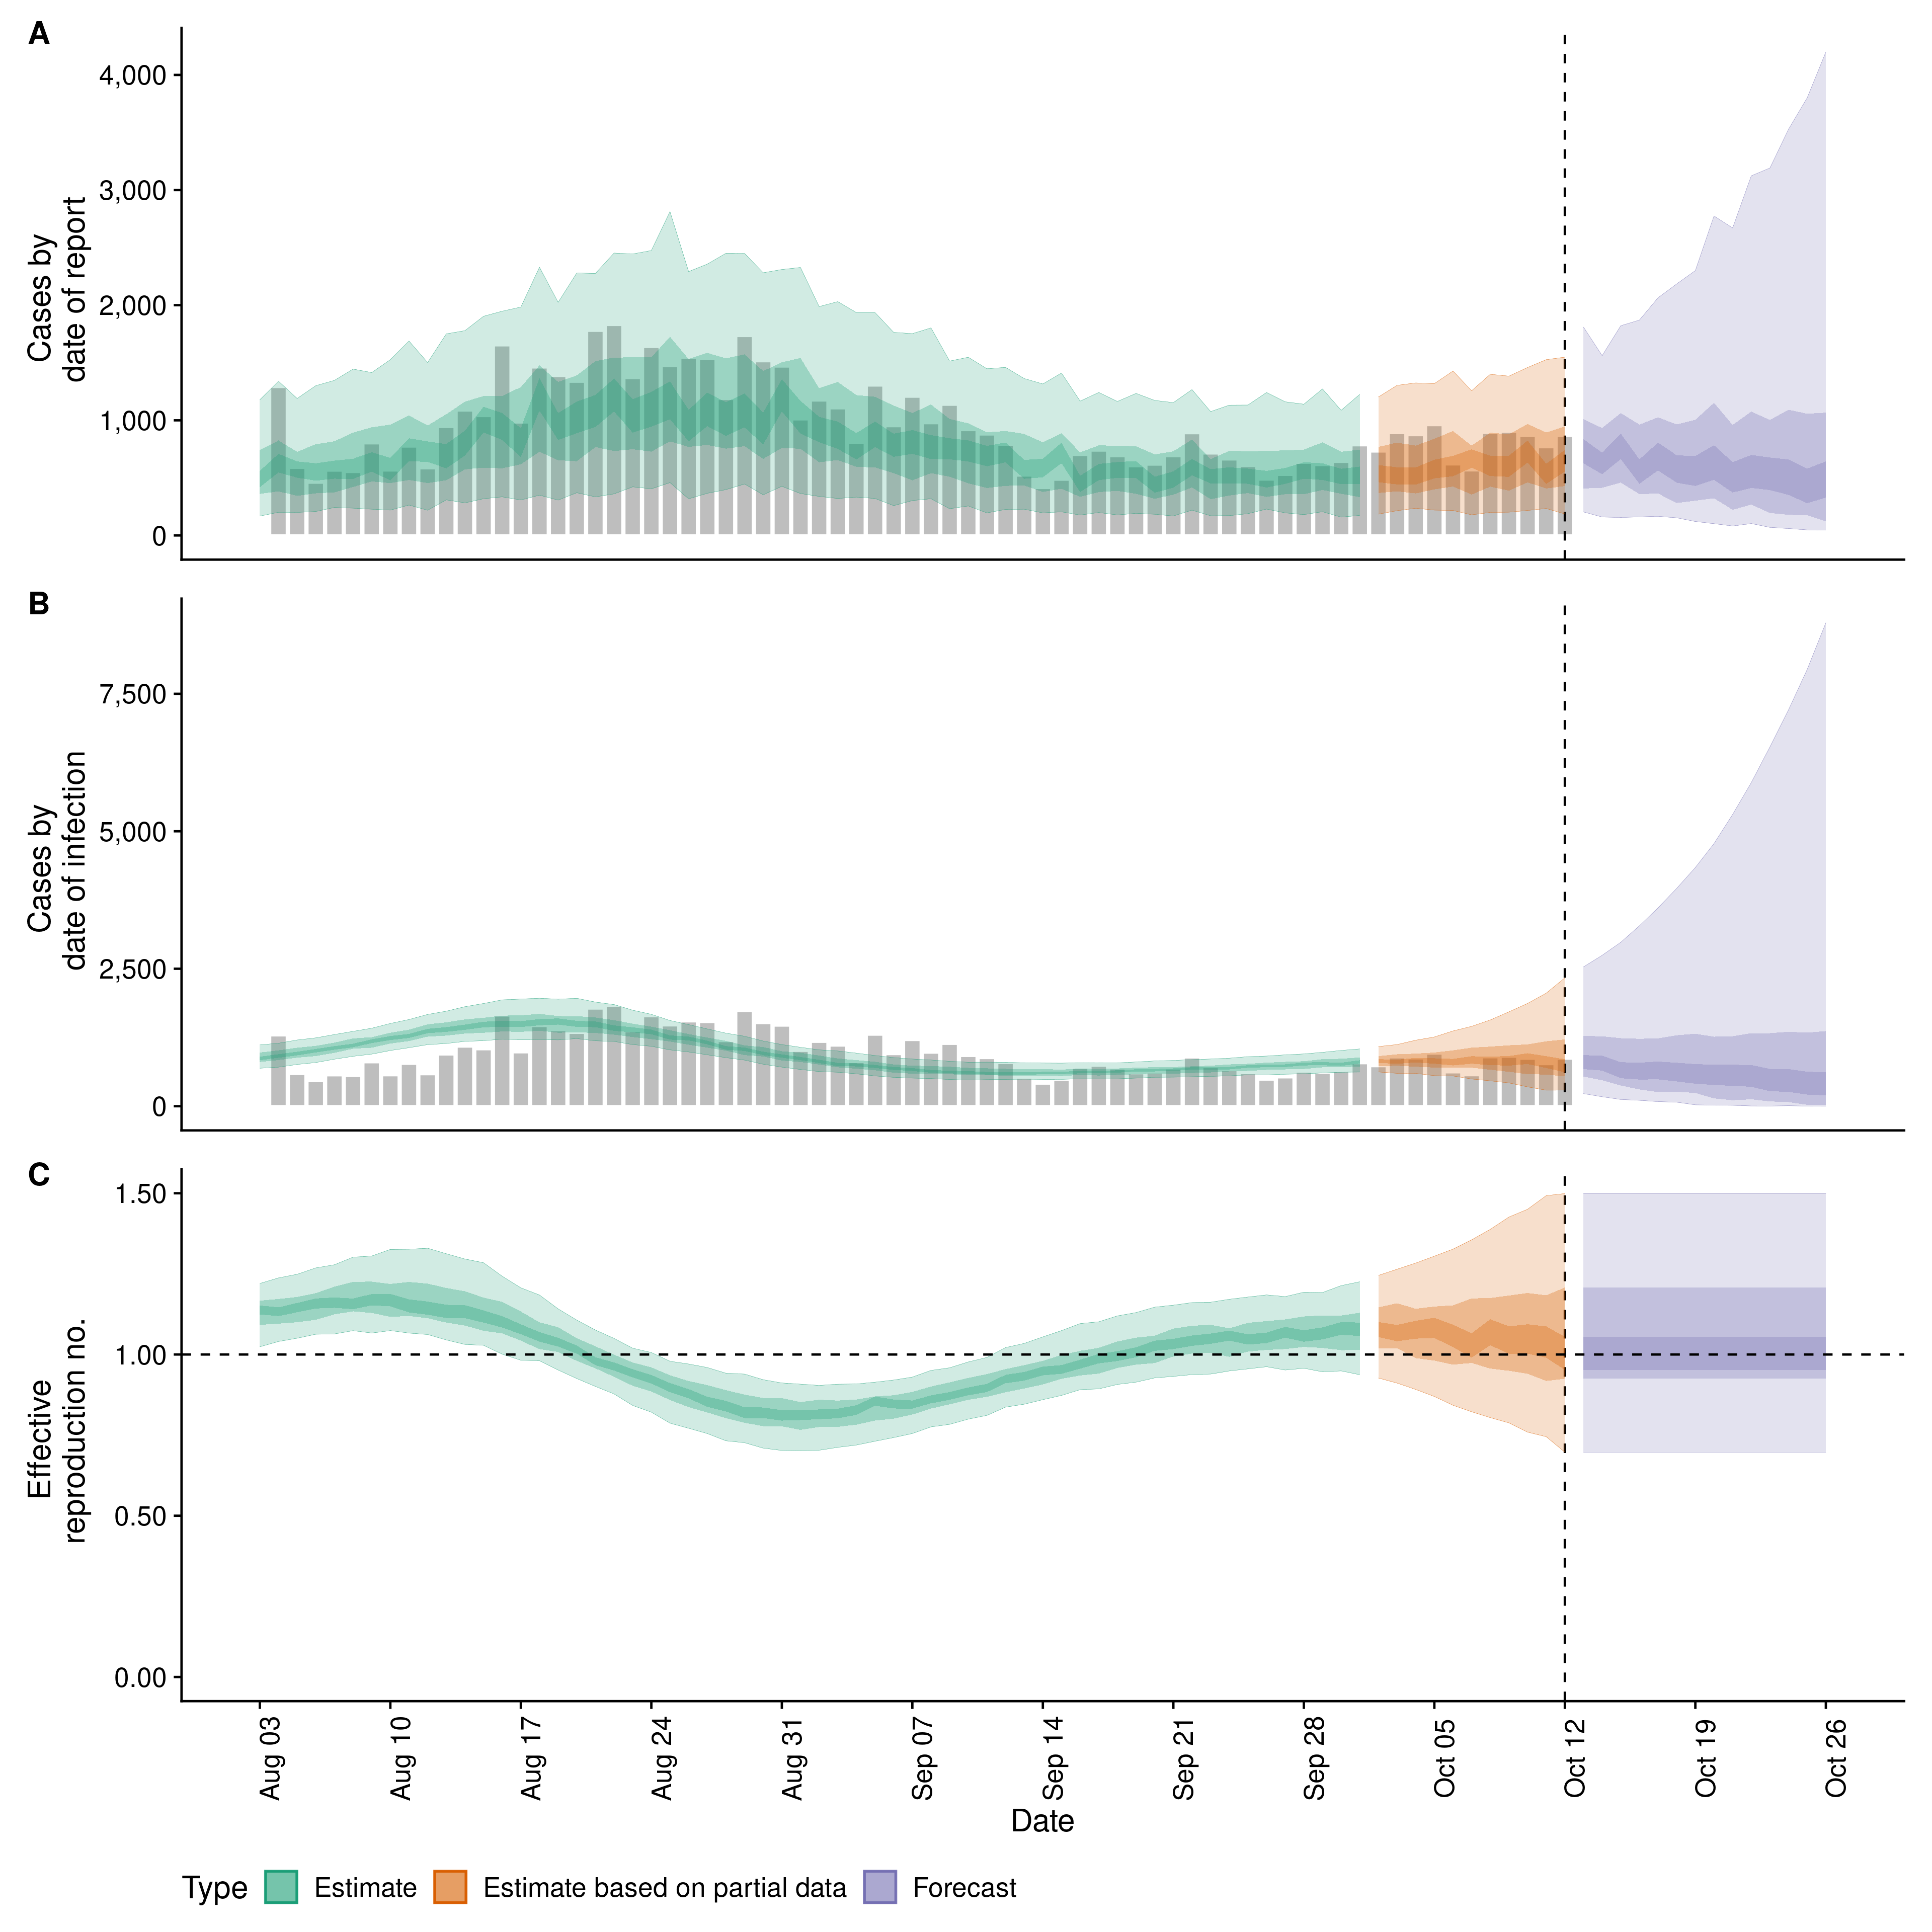 A
4,000
3,000
2,000
1,000
0
Cases by
date of report
B
7,500
5,000
2,500
0
Cases by
date of infection
C
1.50
1.00
0.50
0.00
Effective
reproduction no.
Aug 03
Aug 10
Aug 17
Aug 24
Aug 31
Sep 07
Sep 14
Sep 21
Sep 28
Oct 05
Oct 12
Oct 19
Oct 26
Date
Type Estimate Estimate based on partial data Forecast